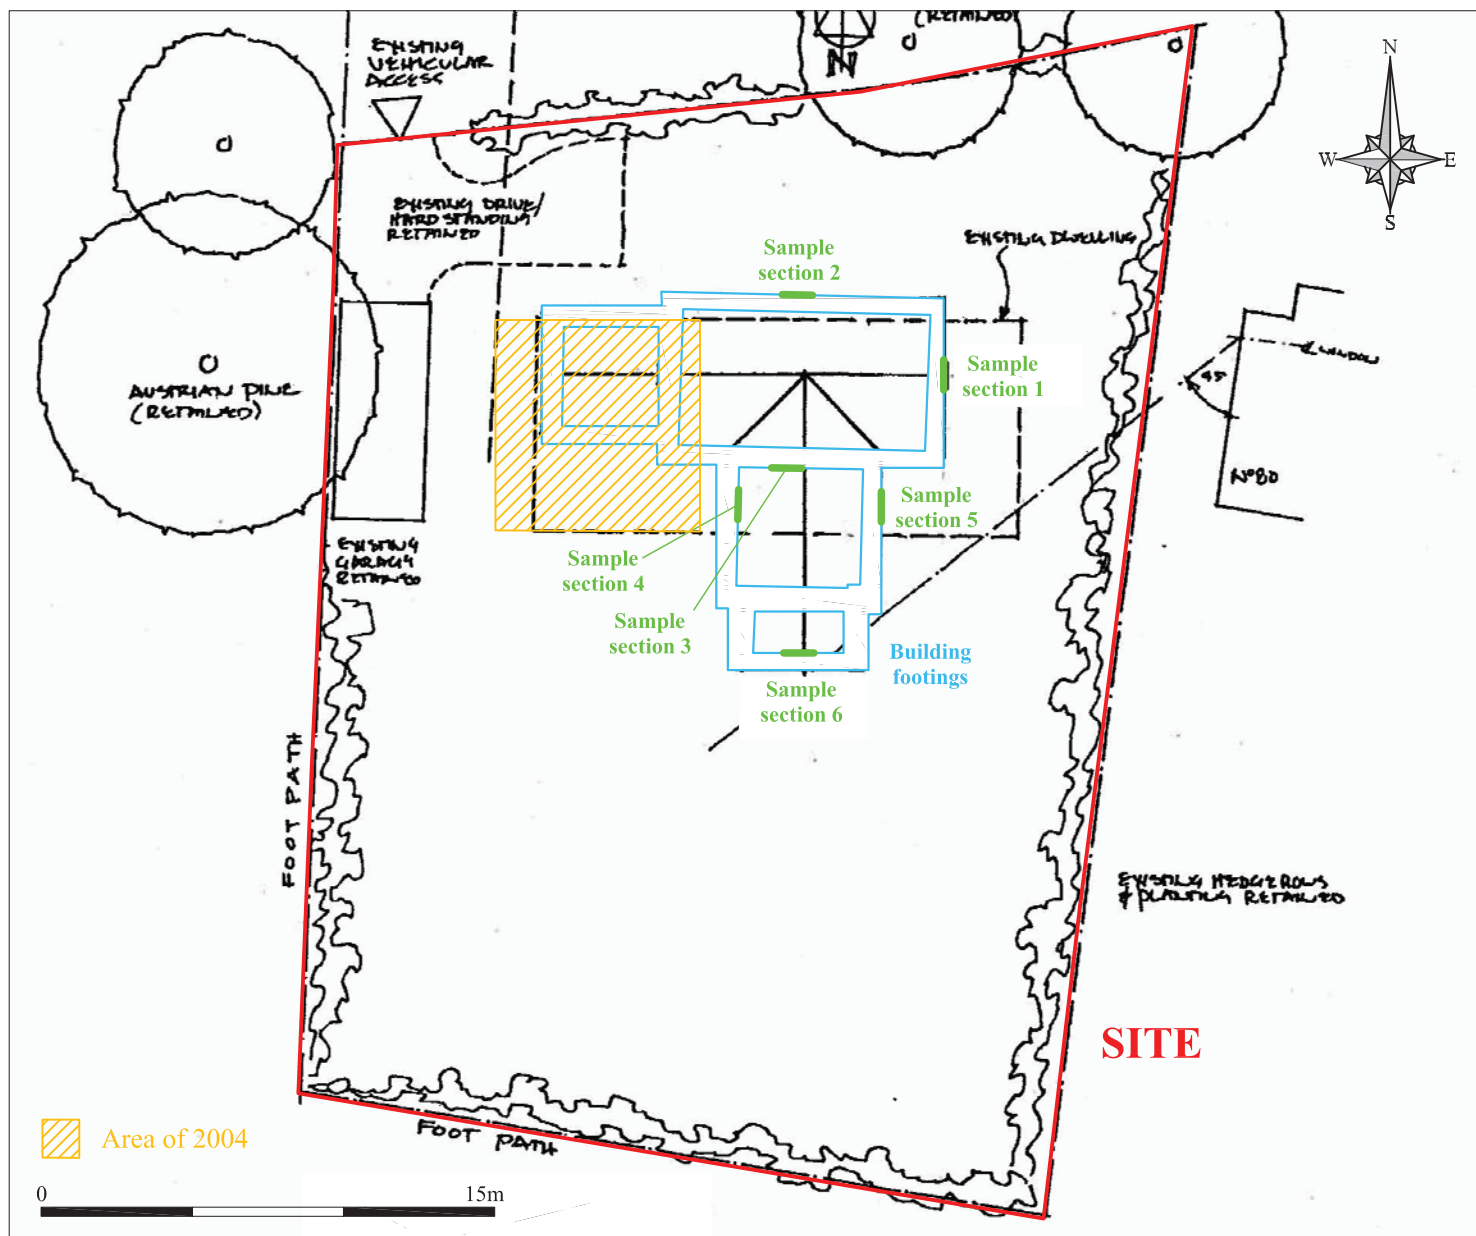 (RETAINED)
EXISTING
VEHICULAR
ACCESS
N
N
W
E
S
EXISTING DRIVE/
HARD STANDING
RETAINED
EXISTING DWELLING
Sample
section 2
Sample
section 1
WINDOW
45
AUSTRIAN PINE
(RETAINED)
Nº80
Sample
section 5
EXISTING
GARAGE
RETAINED
Sample
section 4
Sample
section 3
Building
footings
Sample
section 6
FOOT PATH
EXISTING HEDGEROWS
& PLANTING RETAINED
SITE
Area of 2004
FOOT PATH
0
15m